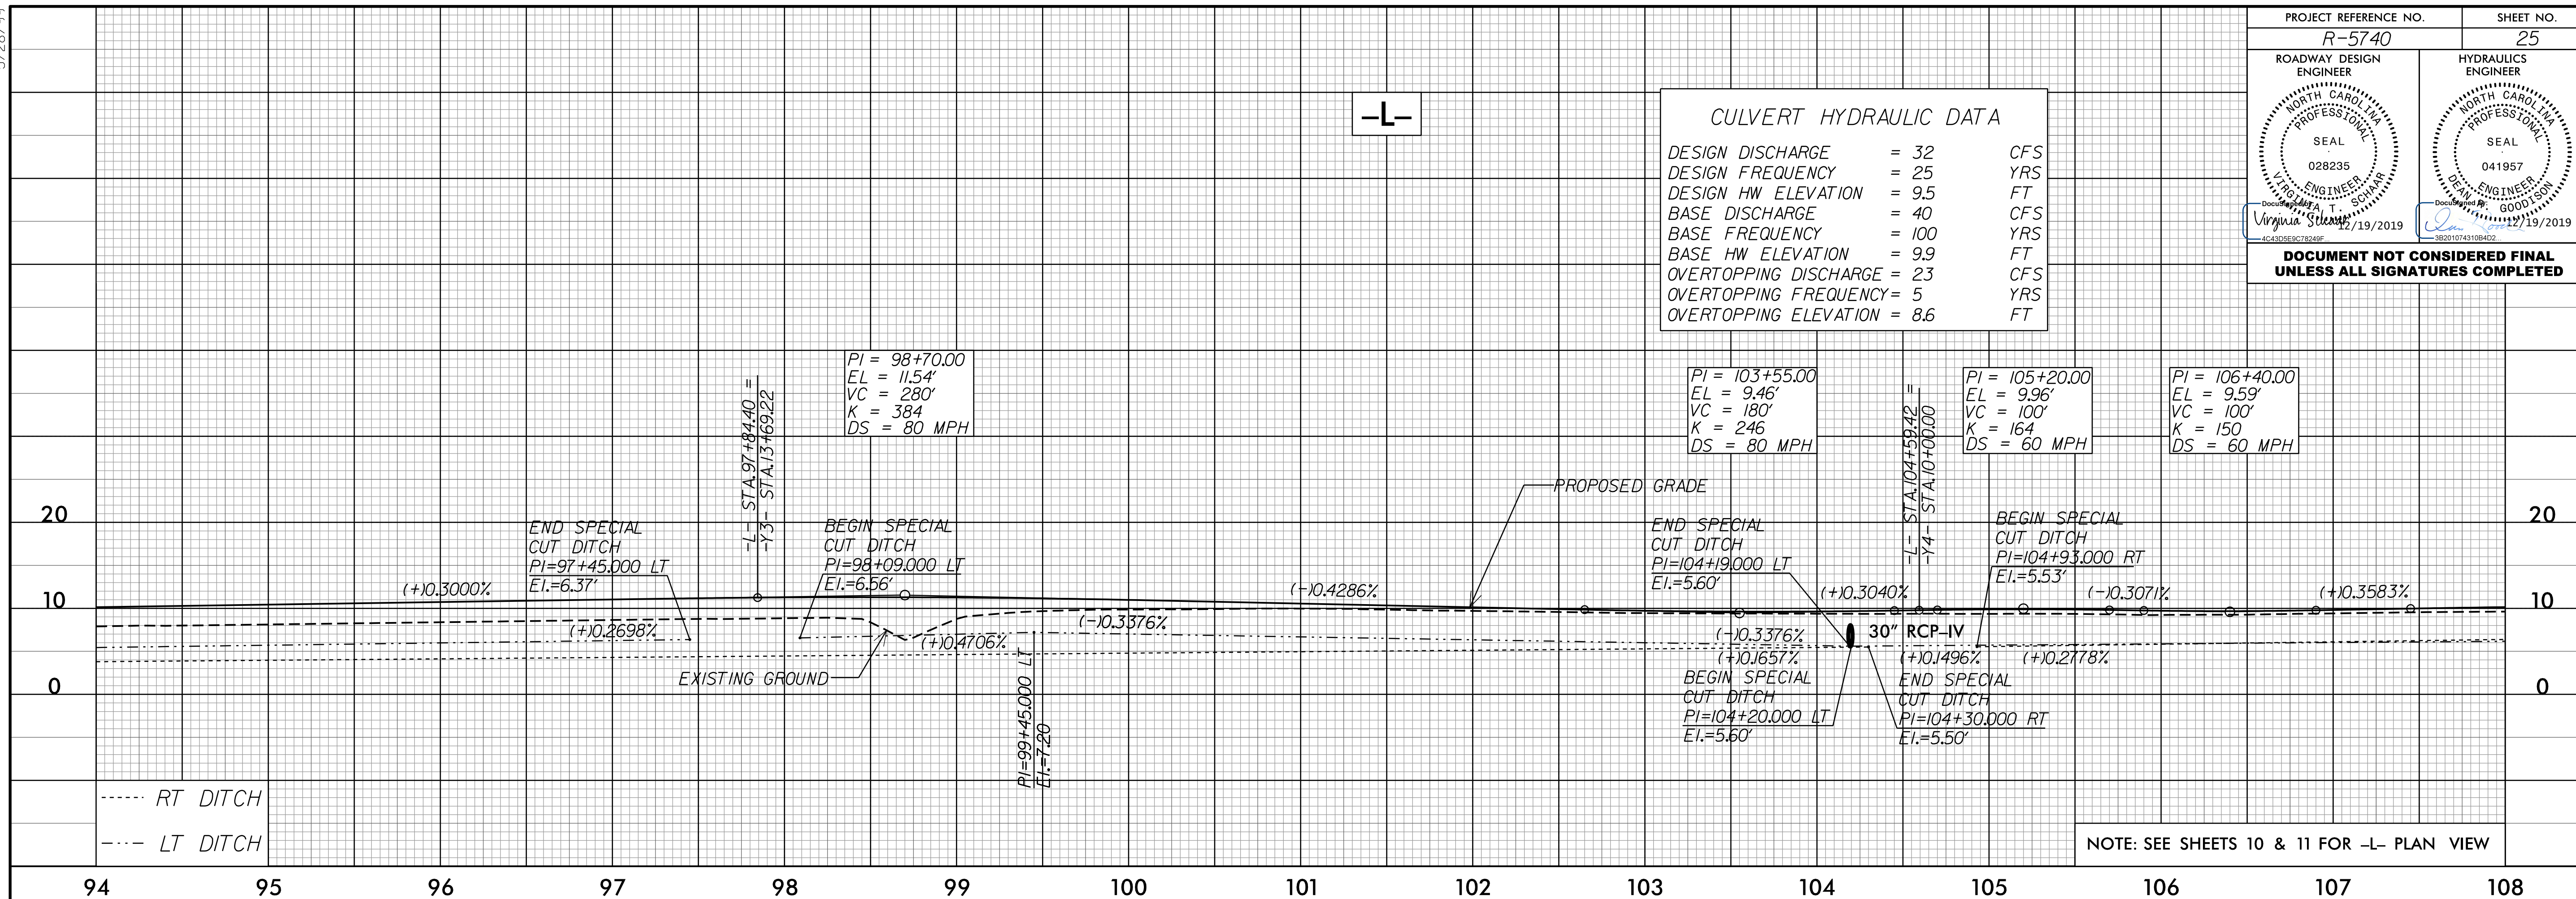 PROJECT REFERENCE NO.
SHEET NO.
R-5740
25
ROADWAY DESIGN
ENGINEER
HYDRAULICS
ENGINEER
NORTH CAROLINA
PROFESSIONAL
SEAL
028235
ENGINEER
VIRGINIA T. SCHAAR
12/19/2019
4C43D5E9C78249F...
NORTH CAROLINA
PROFESSIONAL
SEAL
041957
ENGINEER
GOODISON
12/19/2019
3B201074310B4D2...
DOCUMENT NOT CONSIDERED FINAL
UNLESS ALL SIGNATURES COMPLETED
-L-
CULVERT HYDRAULIC DATA
DESIGN DISCHARGE = 32 CFS
DESIGN FREQUENCY = 25 YRS
DESIGN HW ELEVATION = 9.5 FT
BASE DISCHARGE = 40 CFS
BASE FREQUENCY = 100 YRS
BASE HW ELEVATION = 9.9 FT
OVERTOPPING DISCHARGE = 23 CFS
OVERTOPPING FREQUENCY = 5 YRS
OVERTOPPING ELEVATION = 8.6 FT
PI = 98+70.00
EL = 11.54'
VC = 280'
K = 384
DS = 80 MPH
PI = 103+55.00
EL = 9.46'
VC = 180'
K = 246
DS = 80 MPH
PI = 105+20.00
EL = 9.96'
VC = 100'
K = 164
DS = 60 MPH
PI = 106+40.00
EL = 9.59'
VC = 100'
K = 150
DS = 60 MPH
-L- STA.97+84.40 =
-Y3- STA.13+69.22
-L- STA.104+59.42 =
-Y4- STA.10+00.00
PROPOSED GRADE
20
20
END SPECIAL
CUT DITCH
PI=97+45.000 LT
El.=6.37'
BEGIN SPECIAL
CUT DITCH
PI=98+09.000 LT
El.=6.56'
END SPECIAL
CUT DITCH
PI=104+19.000 LT
El.=5.60'
BEGIN SPECIAL
CUT DITCH
PI=104+93.000 RT
El.=5.53'
(+)0.3000%
(-)0.4286%
(+)0.3040%
(-)0.3071%
(+)0.3583%
10
10
(+)0.2698%
(+)0.4706%
(-)0.3376%
(-)0.3376%
30" RCP-IV
(+)0.1657%
(+)0.1496%
(+)0.2778%
EXISTING GROUND
0
0
PI=99+45.000 LT
El.=7.20
BEGIN SPECIAL
CUT DITCH
PI=104+20.000 LT
El.=5.60'
END SPECIAL
CUT DITCH
PI=104+30.000 RT
El.=5.50'
RT DITCH
LT DITCH
NOTE: SEE SHEETS 10 & 11 FOR -L- PLAN VIEW
94 95 96 97 98 99 100 101 102 103 104 105 106 107 108